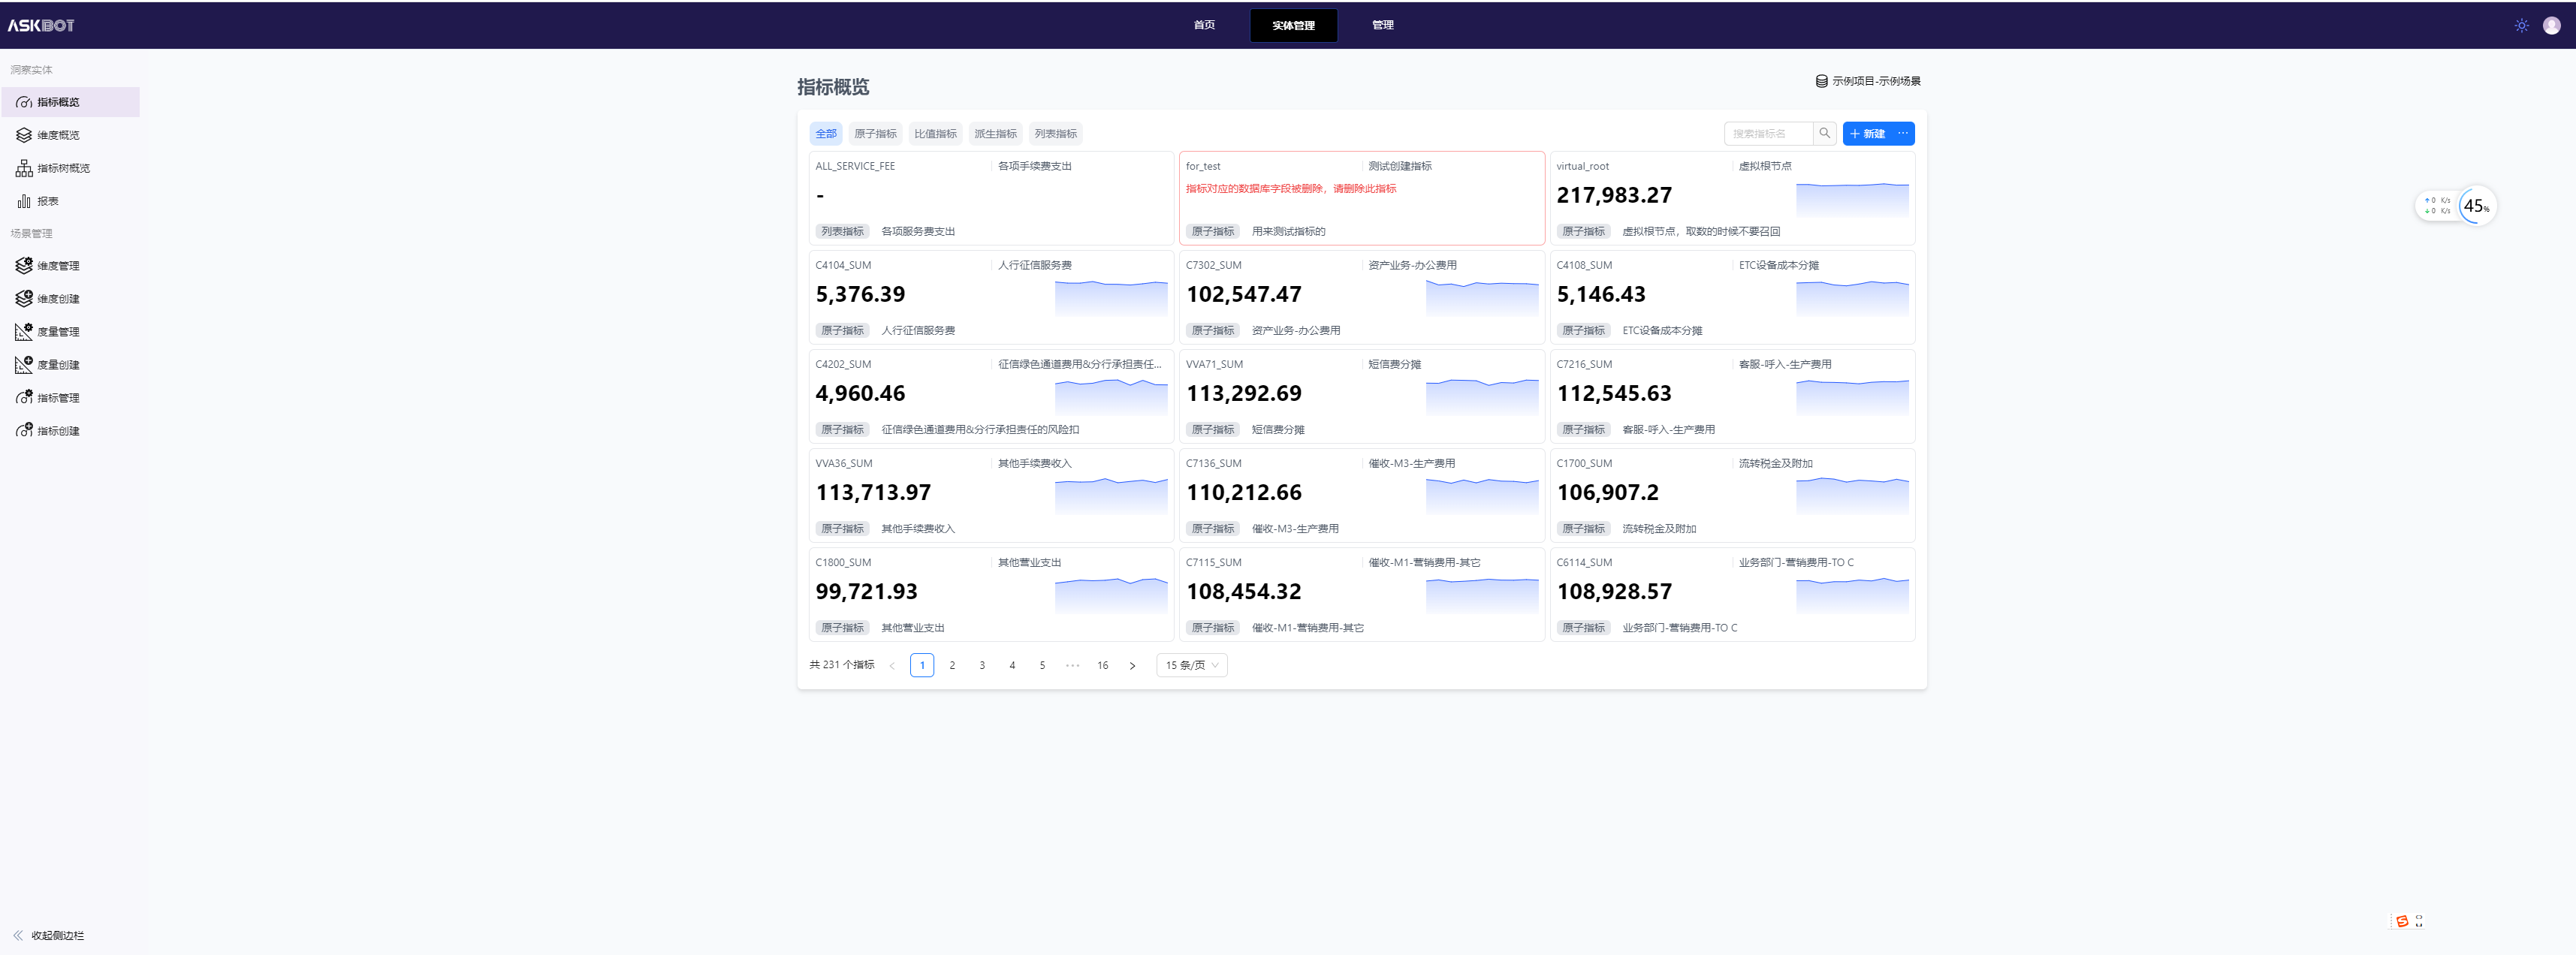 ASKBOT
首页
实体管理
管理
洞察实体
指标概览
维度概览
指标树概览
报表
场景管理
维度管理
维度创建
度量管理
度量创建
指标管理
指标创建
收起侧边栏
指标概览
示例项目-示例场景
全部
原子指标
比值指标
派生指标
列表指标
搜索指标名
新建 ···
ALL_SERVICE_FEE
各项手续费支出
-
列表指标
各项服务费支出
for_test
测试创建指标
指标对应的数据库字段被删除，请删除此指标
原子指标
用来测试指标的
virtual_root
虚拟根节点
217,983.27
原子指标
虚拟根节点，取数的时候不要召回
C4104_SUM
人行征信服务费
5,376.39
原子指标
人行征信服务费
C7302_SUM
资产业务-办公费用
102,547.47
原子指标
资产业务-办公费用
C4108_SUM
ETC设备成本分摊
5,146.43
原子指标
ETC设备成本分摊
C4202_SUM
征信绿色通道费用&分行承担责任...
4,960.46
原子指标
征信绿色通道费用&分行承担责任的风险扣
VVA71_SUM
短信费分摊
113,292.69
原子指标
短信费分摊
C7216_SUM
客服-呼入-生产费用
112,545.63
原子指标
客服-呼入-生产费用
VVA36_SUM
其他手续费收入
113,713.97
原子指标
其他手续费收入
C7136_SUM
催收-M3-生产费用
110,212.66
原子指标
催收-M3-生产费用
C1700_SUM
流转税金及附加
106,907.2
原子指标
流转税金及附加
C1800_SUM
其他营业支出
99,721.93
原子指标
其他营业支出
C7115_SUM
催收-M1-营销费用-其它
108,454.32
原子指标
催收-M1-营销费用-其它
C6114_SUM
业务部门-营销费用-TO C
108,928.57
原子指标
业务部门-营销费用-TO C
共 231 个指标
1
2
3
4
5
•••
16
15 条/页
↑ 0 K/s
↓ 0 K/s
45%